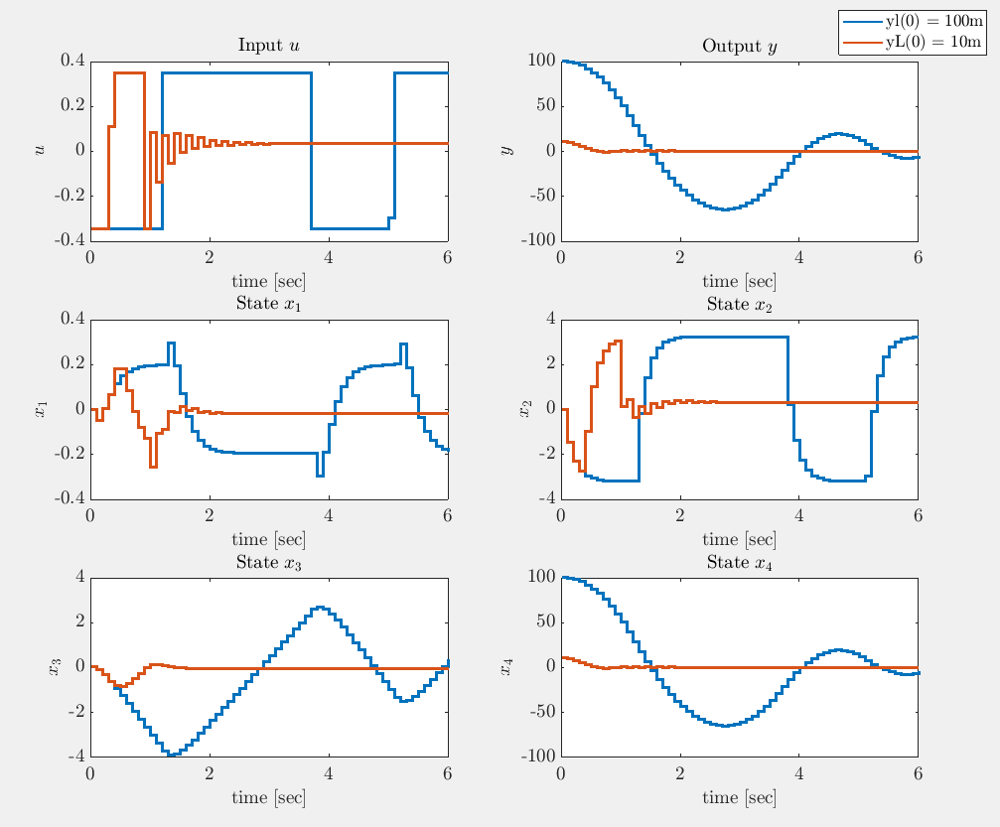 yl(0) = 100m
yL(0) = 10m
Input u
Output y
0.4
0.2
0
-0.2
-0.4
u
0 2 4 6
time [sec]
100
50
0
-50
-100
y
0 2 4 6
time [sec]
State x1
State x2
0.4
0.2
0
-0.2
-0.4
x1
0 2 4 6
time [sec]
4
2
0
-2
-4
x2
0 2 4 6
time [sec]
State x3
State x4
4
2
0
-2
-4
x3
0 2 4 6
time [sec]
100
50
0
-50
-100
x4
0 2 4 6
time [sec]